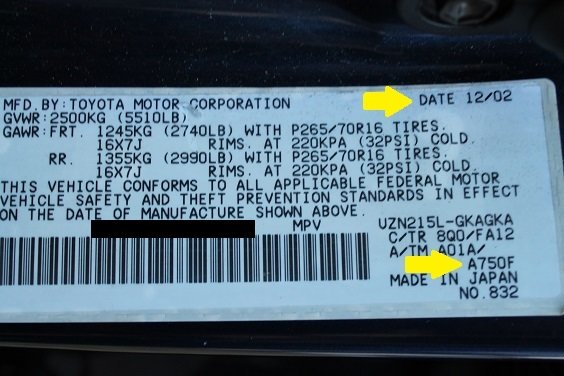 MFD.BY:TOYOTA MOTOR CORPORATION DATE 12/02
GVWR:2500KG (5510LB)
GAWR:FRT. 1245KG (2740LB) WITH P265/70R16 TIRES.
16X7J RIMS. AT 220KPA (32PSI) COLD.
RR. 1355KG (2990LB) WITH P265/70R16 TIRES.
16X7J RIMS. AT 220KPA (32PSI) COLD.
THIS VEHICLE CONFORMS TO ALL APPLICABLE FEDERAL MOTOR
VEHICLE SAFETY AND THEFT PREVENTION STANDARDS IN EFFECT
ON THE DATE OF MANUFACTURE SHOWN ABOVE.
MPV UZN215L-GKAGKA
C/TR 8Q0/FA12
A/TM A01A/
A750F
MADE IN JAPAN
NO.832